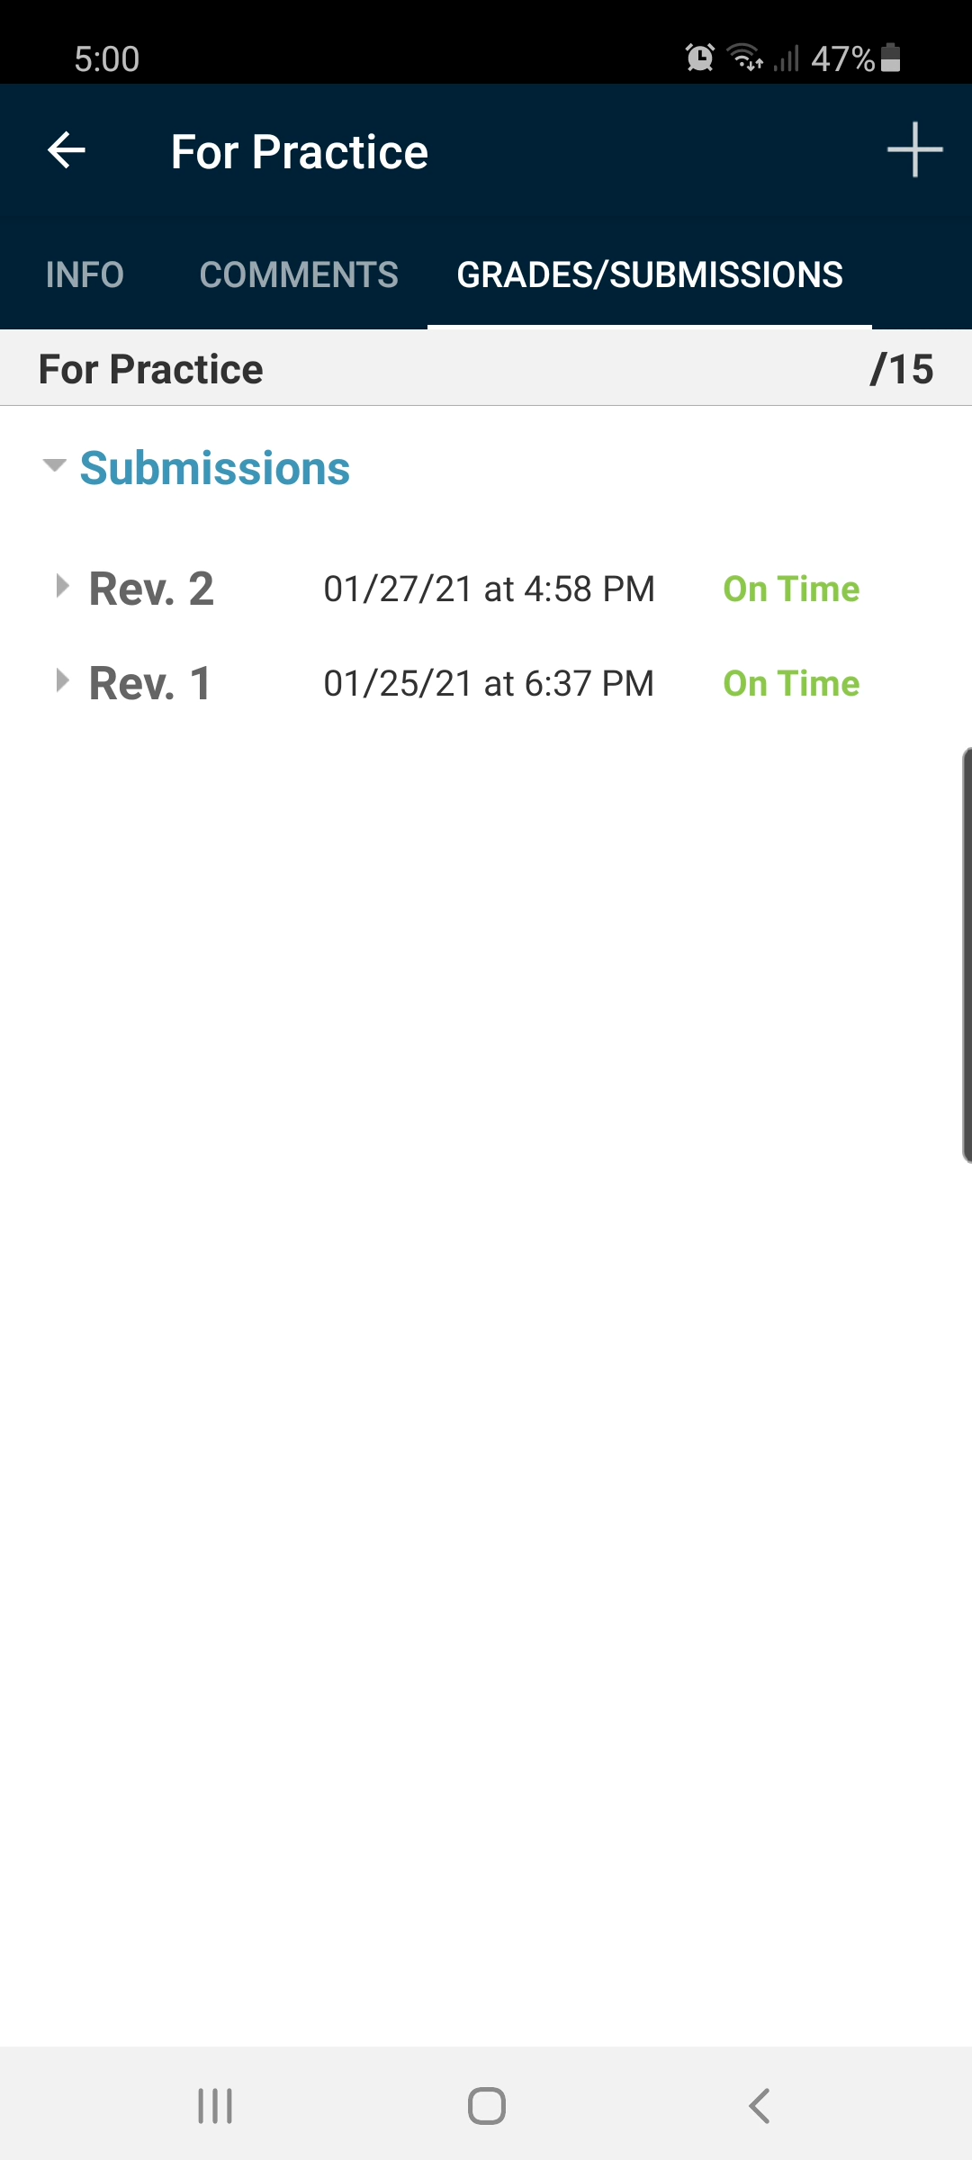 5:00 47%
For Practice
INFO COMMENTS GRADES/SUBMISSIONS
For Practice /15
Submissions
Rev. 2 01/27/21 at 4:58 PM On Time
Rev. 1 01/25/21 at 6:37 PM On Time